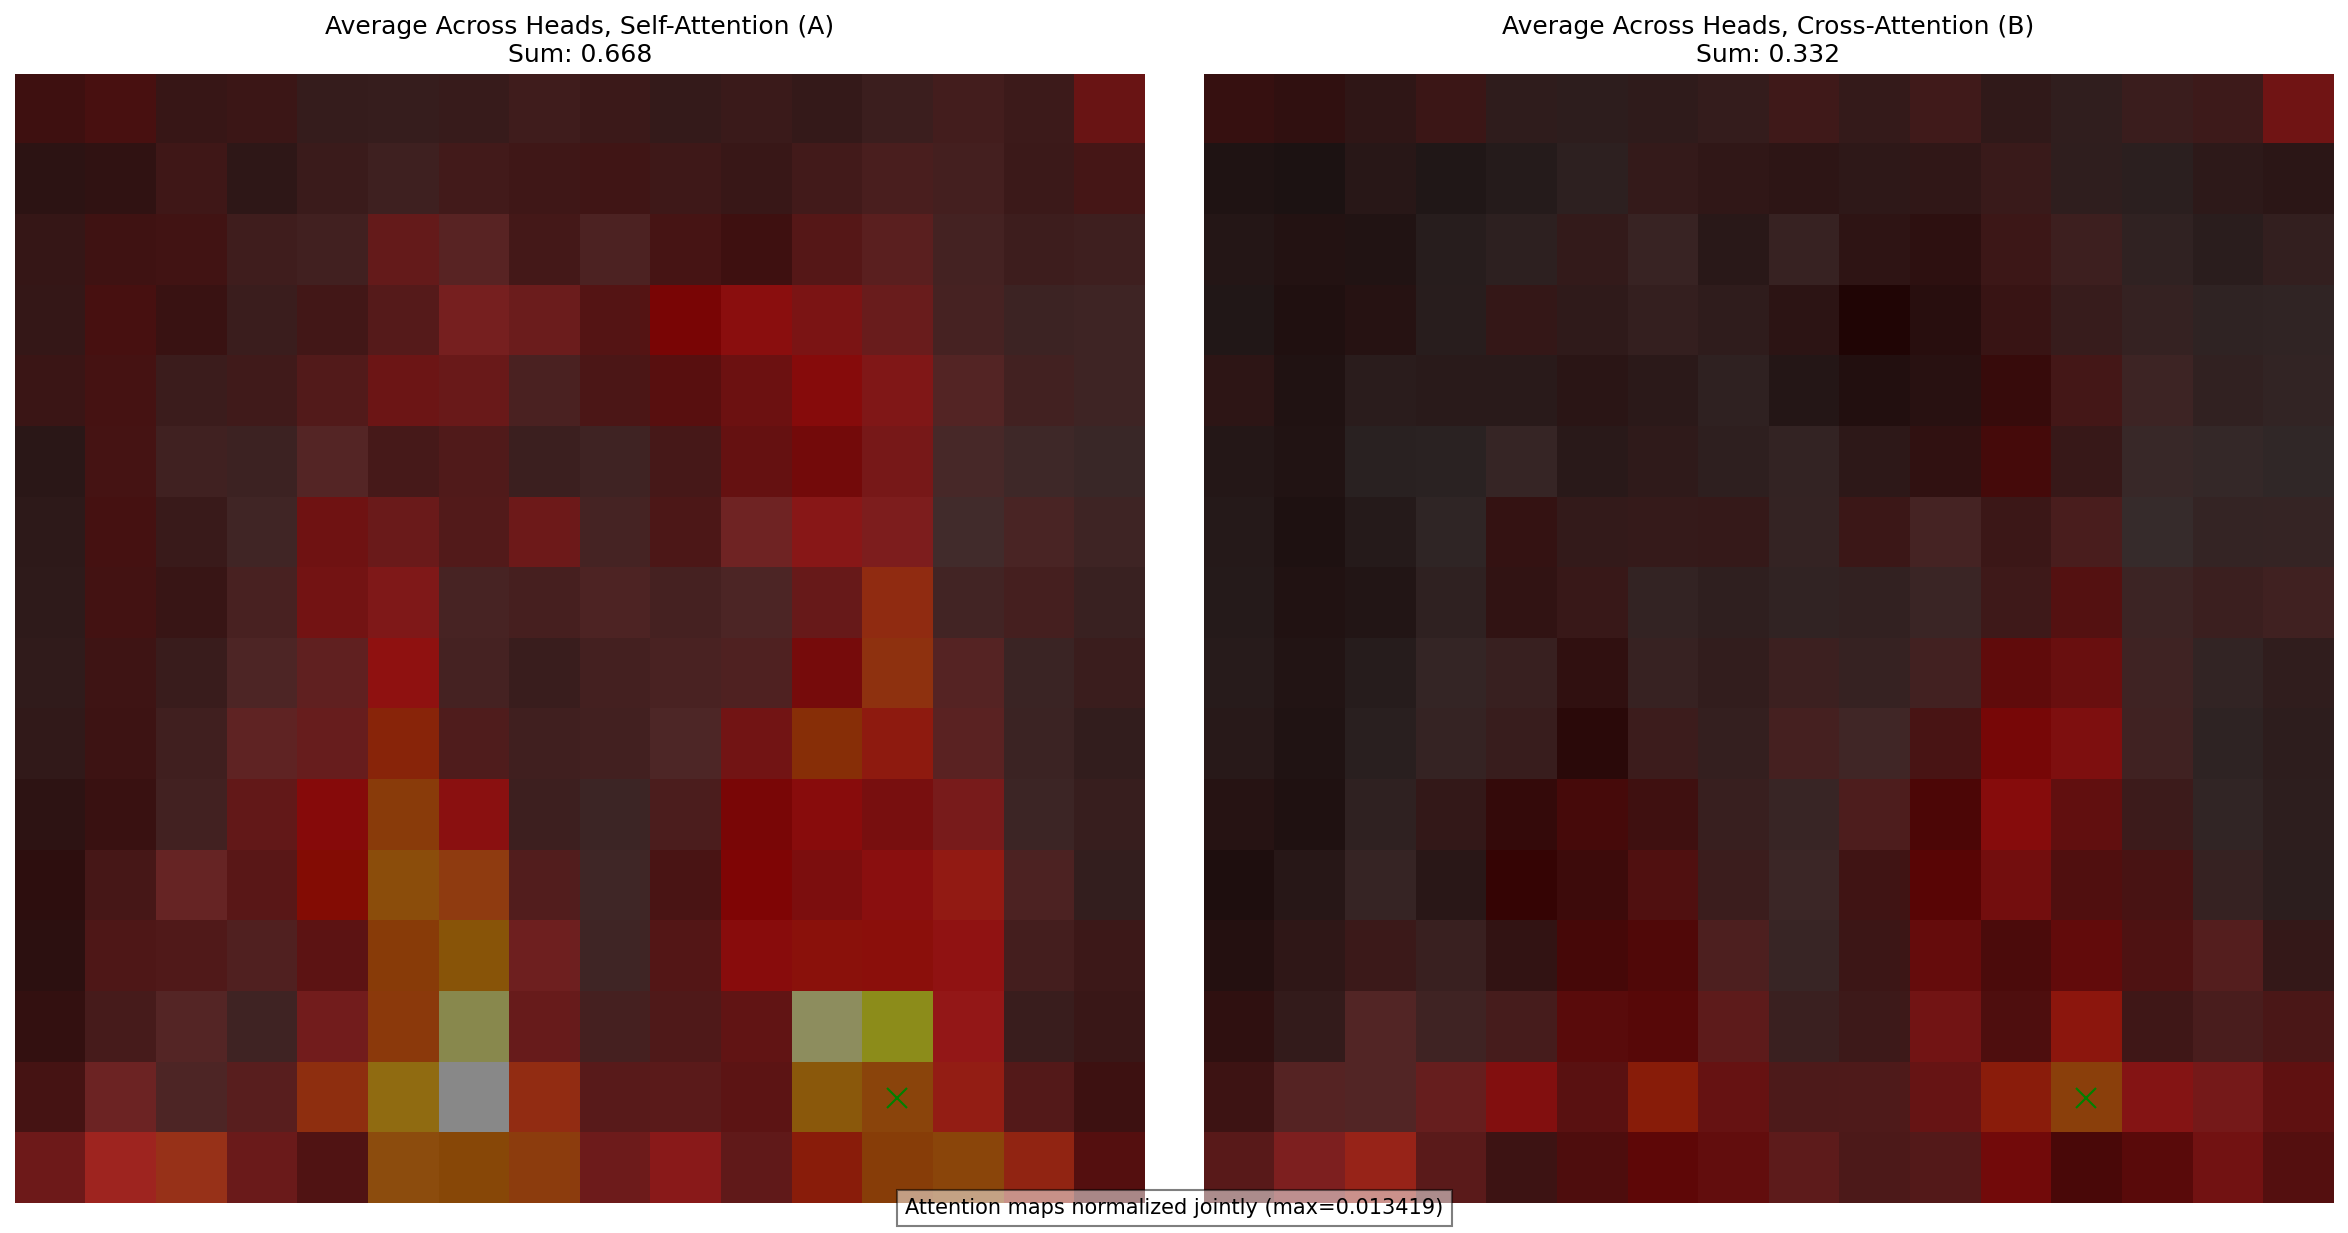 Average Across Heads, Self-Attention (A)
Sum: 0.668
Average Across Heads, Cross-Attention (B)
Sum: 0.332
Attention maps normalized jointly (max=0.013419)